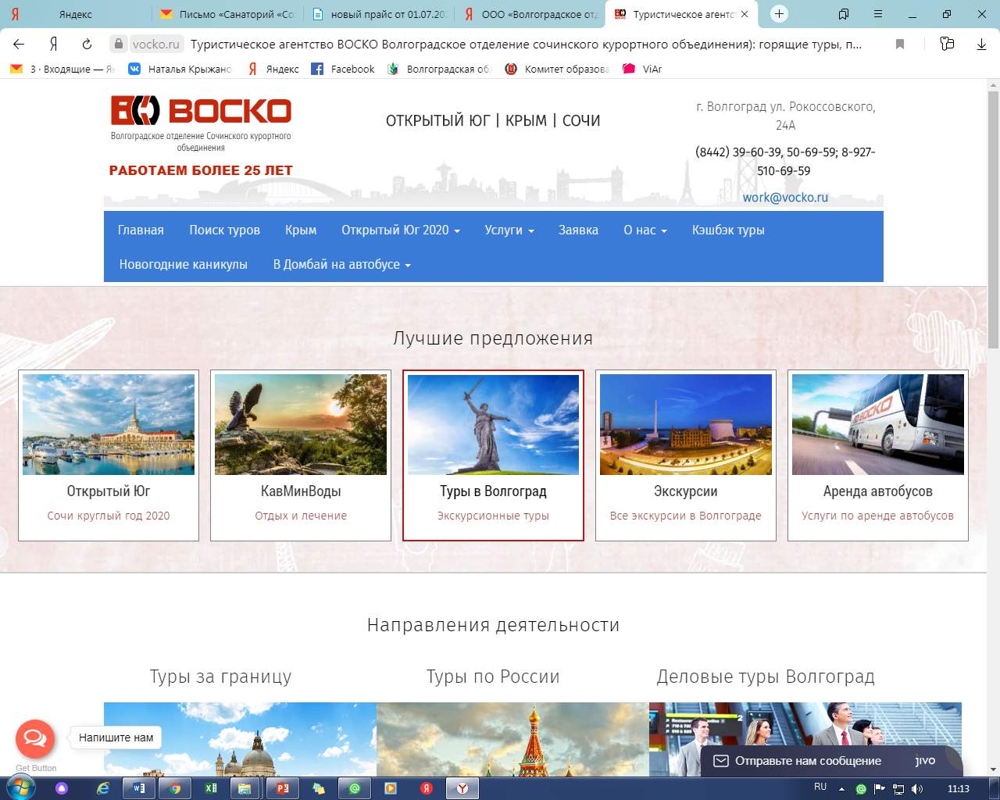 Яндекс
Письмо «Санаторий «Сот
новый прайс от 01.07.202
ООО «Волгоградское отд
Туристическое агентст
vocko.ru
Туристическое агентство ВОСКО Волгоградское отделение сочинского курортного объединения): горящие туры, п...
3 · Входящие — Ян
Наталья Крыжано
Яндекс
Facebook
Волгоградская об
Комитет образова
ViAr
ВОСКО
Волгоградское отделение Сочинского курортного
объединения
РАБОТАЕМ БОЛЕЕ 25 ЛЕТ
ОТКРЫТЫЙ ЮГ | КРЫМ | СОЧИ
г. Волгоград ул. Рокоссовского,
24А
(8442) 39-60-39, 50-69-59; 8-927-
510-69-59
work@vocko.ru
Главная
Поиск туров
Крым
Открытый Юг 2020
Услуги
Заявка
О нас
Кэшбэк туры
Новогодние каникулы
В Домбай на автобусе
Лучшие предложения
ВОСКО
Открытый Юг
Сочи круглый год 2020
КавМинВоды
Отдых и лечение
Туры в Волгоград
Экскурсионные туры
Экскурсии
Все экскурсии в Волгограде
Аренда автобусов
Услуги по аренде автобусов
Направления деятельности
Туры за границу
Туры по России
Деловые туры Волгоград
Напишите нам
Get Button
Отправьте нам сообщение
jivo
RU
11:13